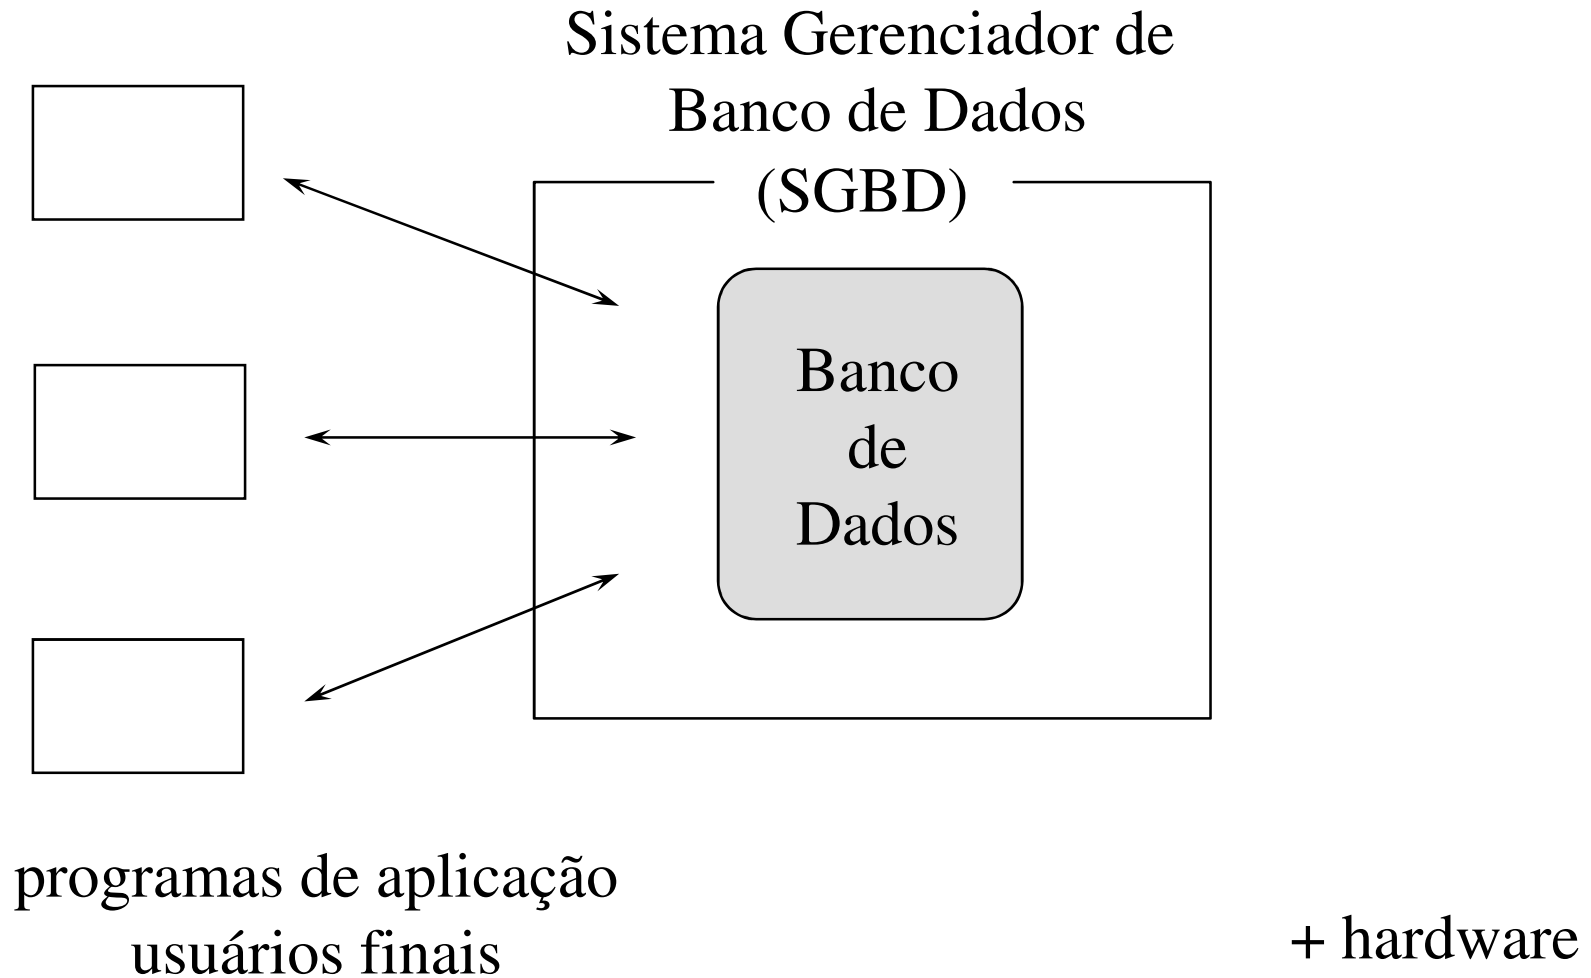 Sistema Gerenciador de
Banco de Dados
(SGBD)
Banco
de
Dados
programas de aplicação
usuários finais
+ hardware